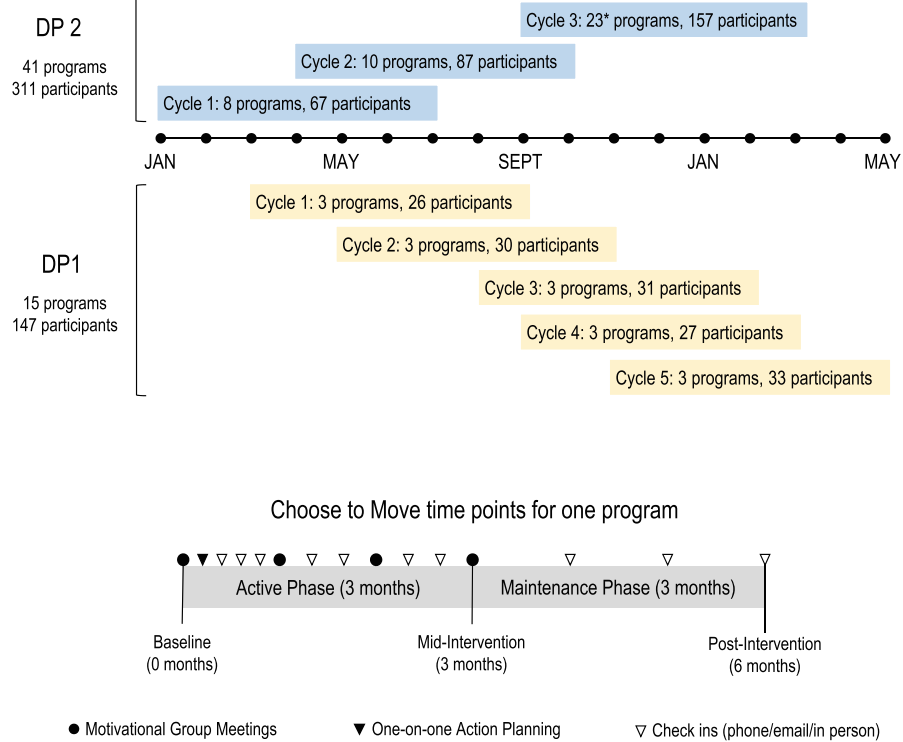 DP 2
41 programs
311 participants
Cycle 3: 23* programs, 157 participants
Cycle 2: 10 programs, 87 participants
Cycle 1: 8 programs, 67 participants
JAN MAY SEPT JAN MAY
DP1
15 programs
147 participants
Cycle 1: 3 programs, 26 participants
Cycle 2: 3 programs, 30 participants
Cycle 3: 3 programs, 31 participants
Cycle 4: 3 programs, 27 participants
Cycle 5: 3 programs, 33 participants
Choose to Move time points for one program
Active Phase (3 months) Maintenance Phase (3 months)
Baseline
(0 months)
Mid-Intervention
(3 months)
Post-Intervention
(6 months)
Motivational Group Meetings One-on-one Action Planning Check ins (phone/email/in person)